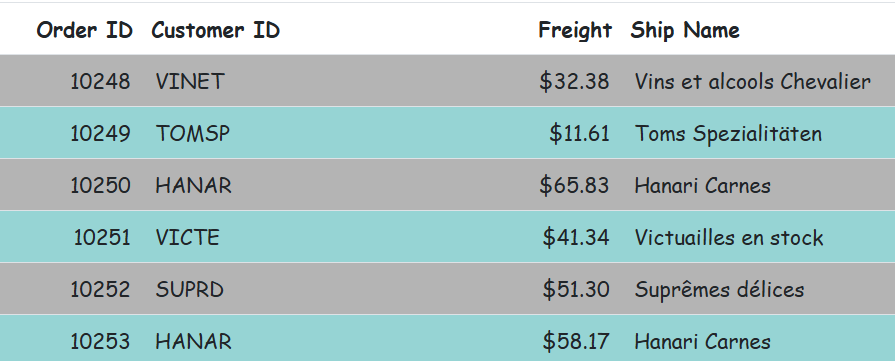 Order ID Customer ID Freight Ship Name
10248 VINET $32.38 Vins et alcools Chevalier
10249 TOMSP $11.61 Toms Spezialitäten
10250 HANAR $65.83 Hanari Carnes
10251 VICTE $41.34 Victuailles en stock
10252 SUPRD $51.30 Suprêmes délices
10253 HANAR $58.17 Hanari Carnes